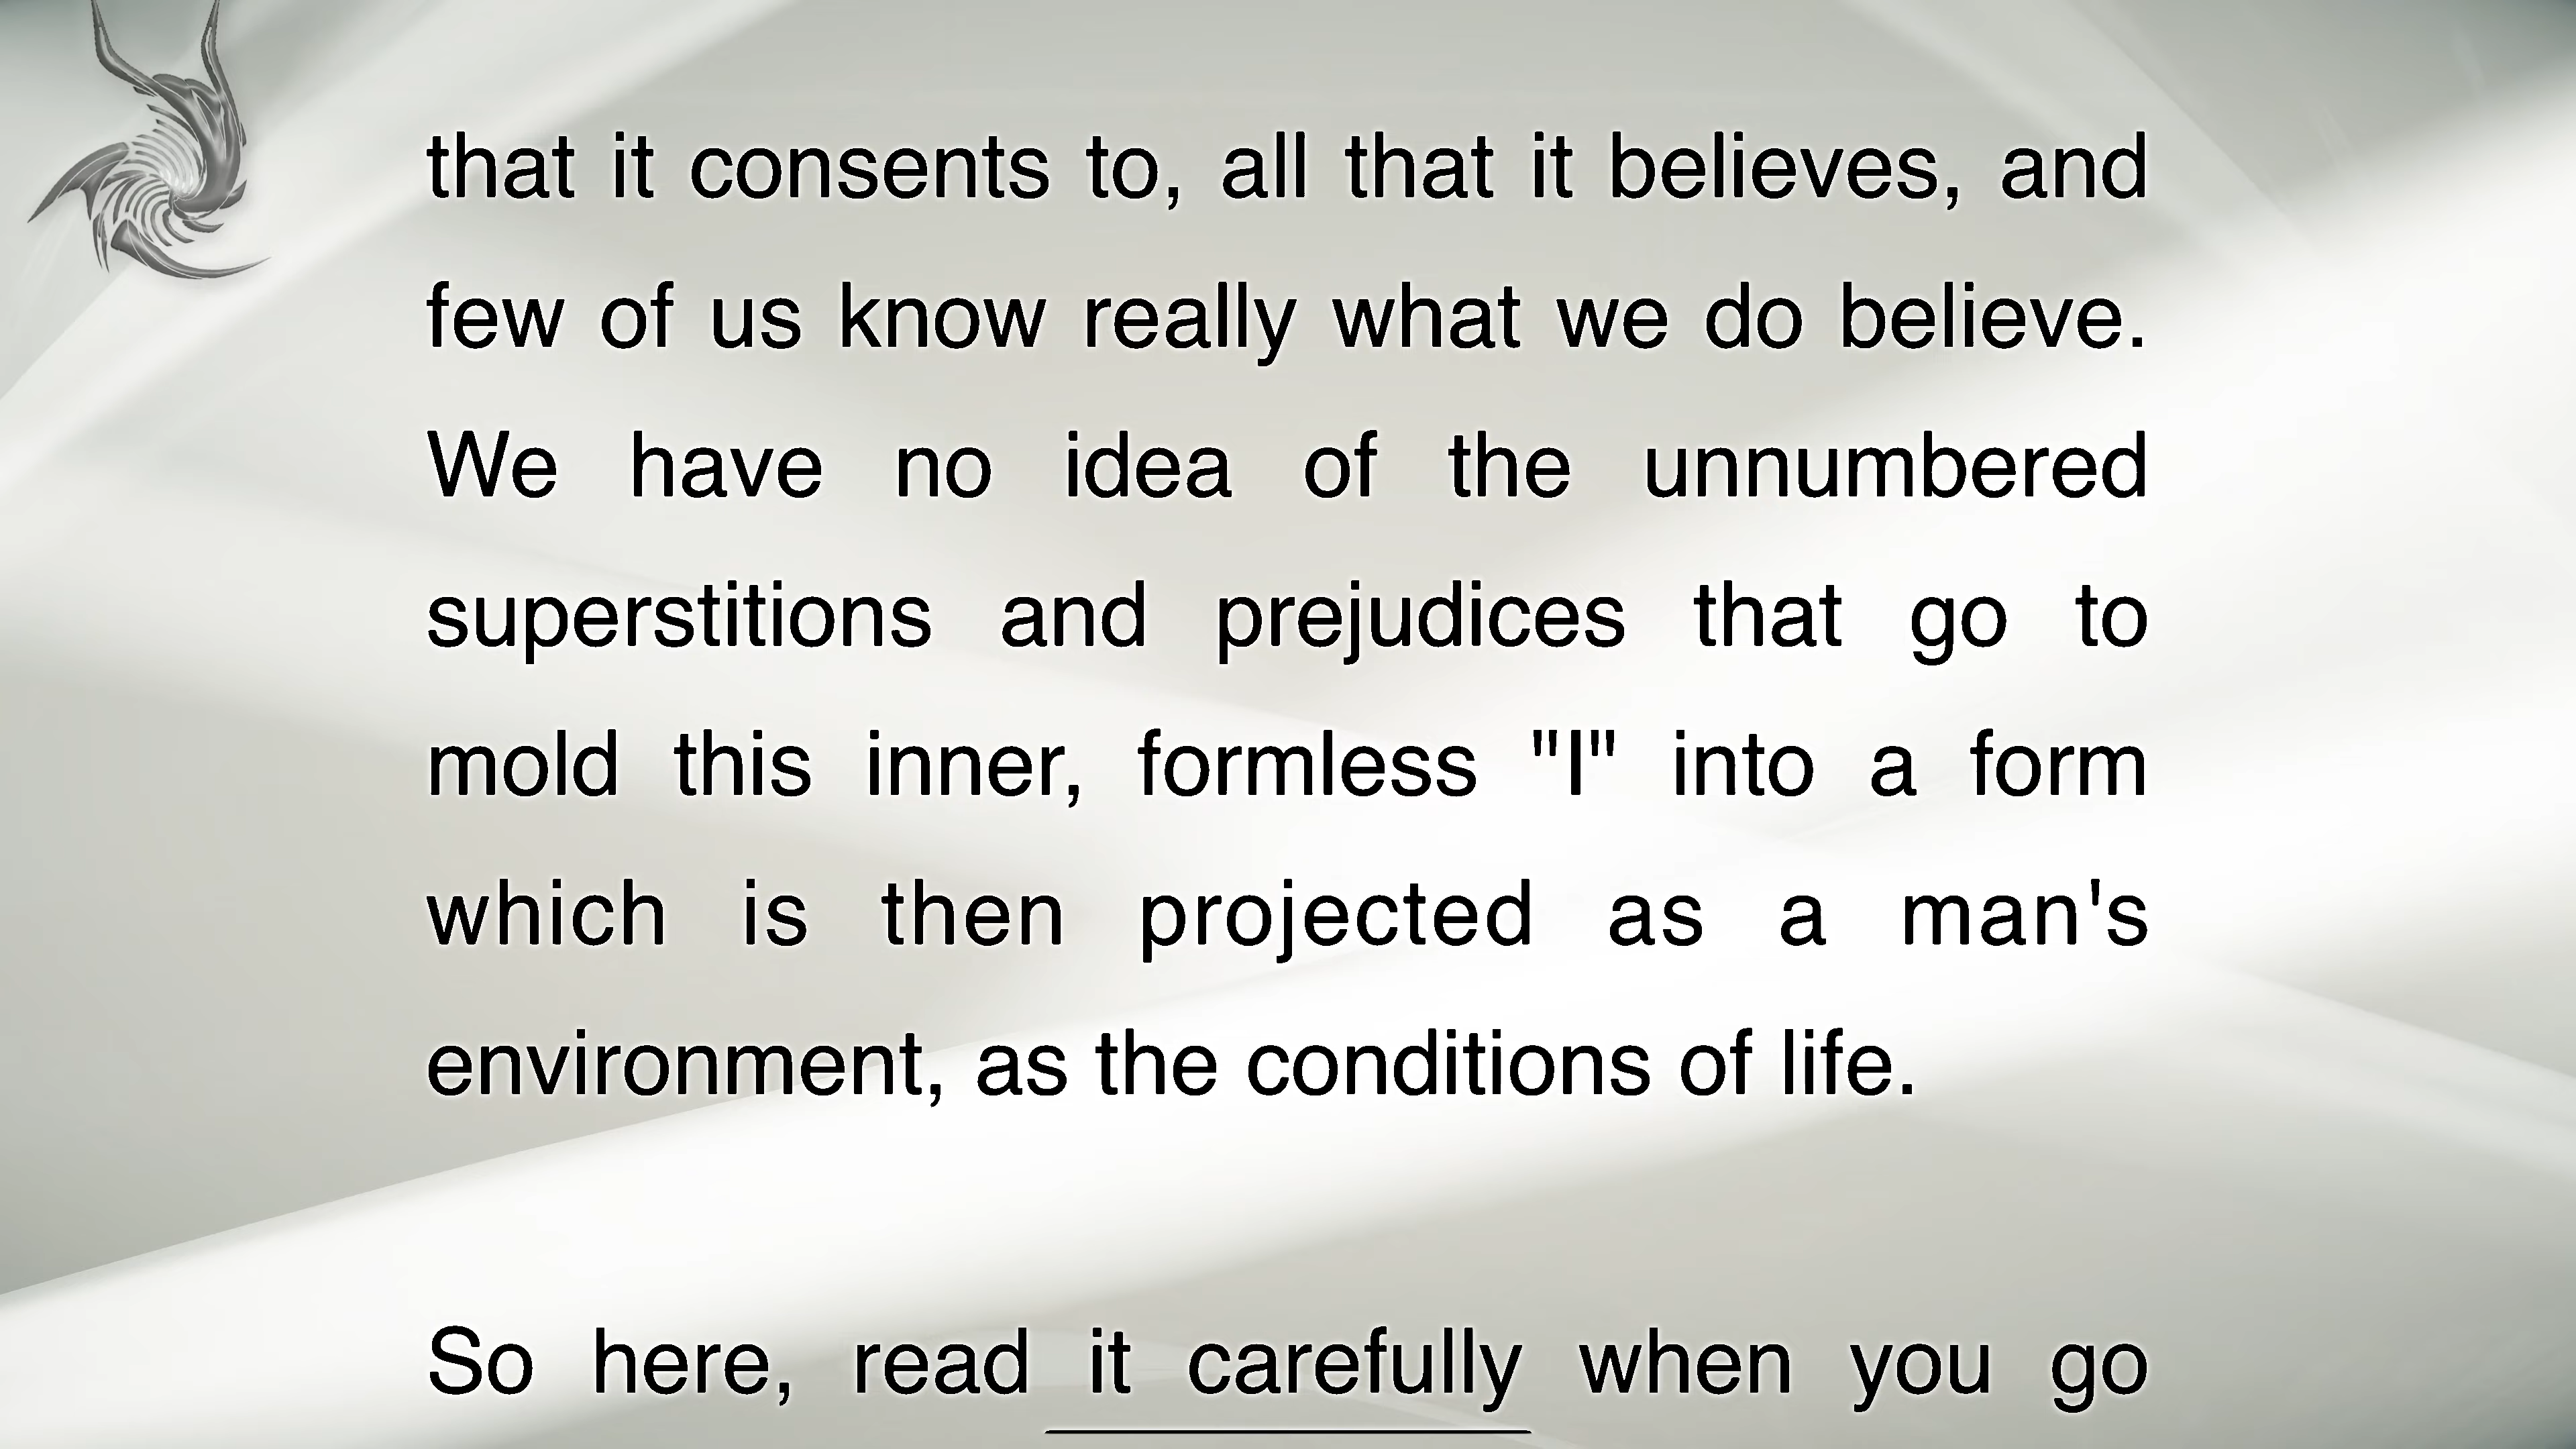 that it consents to, all that it believes, and
few of us know really what we do believe.
We have no idea of the unnumbered
superstitions and prejudices that go to
mold this inner, formless "I" into a form
which is then projected as a man's
environment, as the conditions of life.
So here, read it carefully when you go